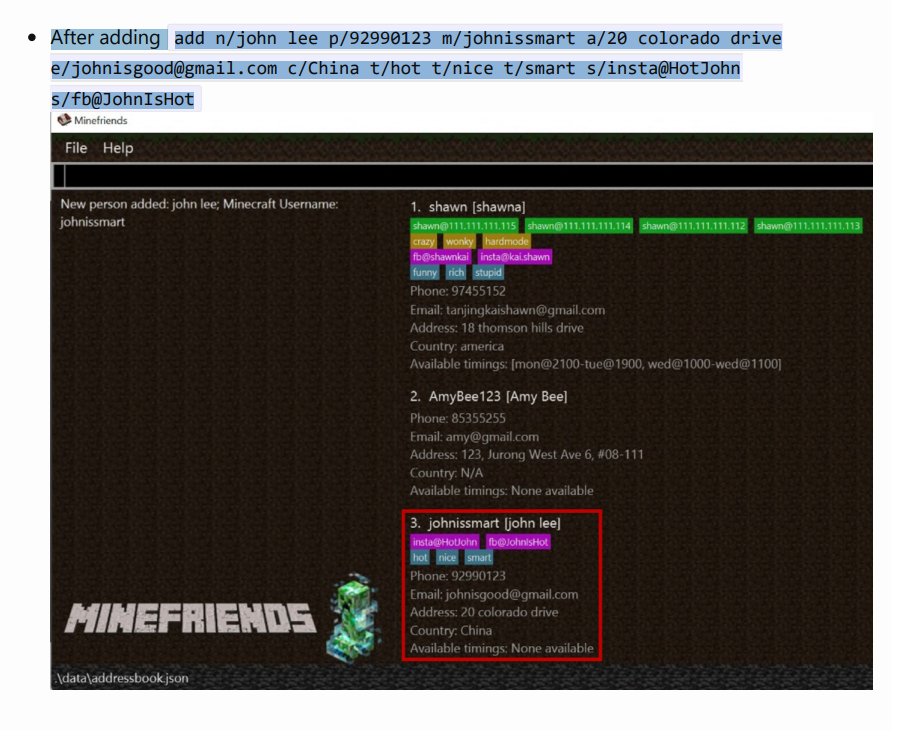 After adding add n/john lee p/92990123 m/johnissmart a/20 colorado drive
e/johnisgood@gmail.com c/China t/hot t/nice t/smart s/insta@HotJohn
s/fb@JohnIsHot
Minefriends
File Help
New person added: john lee; Minecraft Username:
johnissmart
1. shawn [shawna]
shawn@111.111.111.115 shawn@111.111.111.114 shawn@111.111.111.112 shawn@111.111.111.113
crazy wonky hardmode
fb@shawnkai insta@kai.shawn
funny rich stupid
Phone: 97455152
Email: tanjingkaishawn@gmail.com
Address: 18 thomson hills drive
Country: america
Available timings: [mon@2100-tue@1900, wed@1000-wed@1100]
2. AmyBee123 [Amy Bee]
Phone: 85355255
Email: amy@gmail.com
Address: 123, Jurong West Ave 6, #08-111
Country: N/A
Available timings: None available
3. johnissmart [john lee]
insta@HotJohn fb@JohnIsHot
hot nice smart
Phone: 92990123
Email: johnisgood@gmail.com
Address: 20 colorado drive
Country: China
Available timings: None available
MINEFRIENDS
.\data\addressbook.json